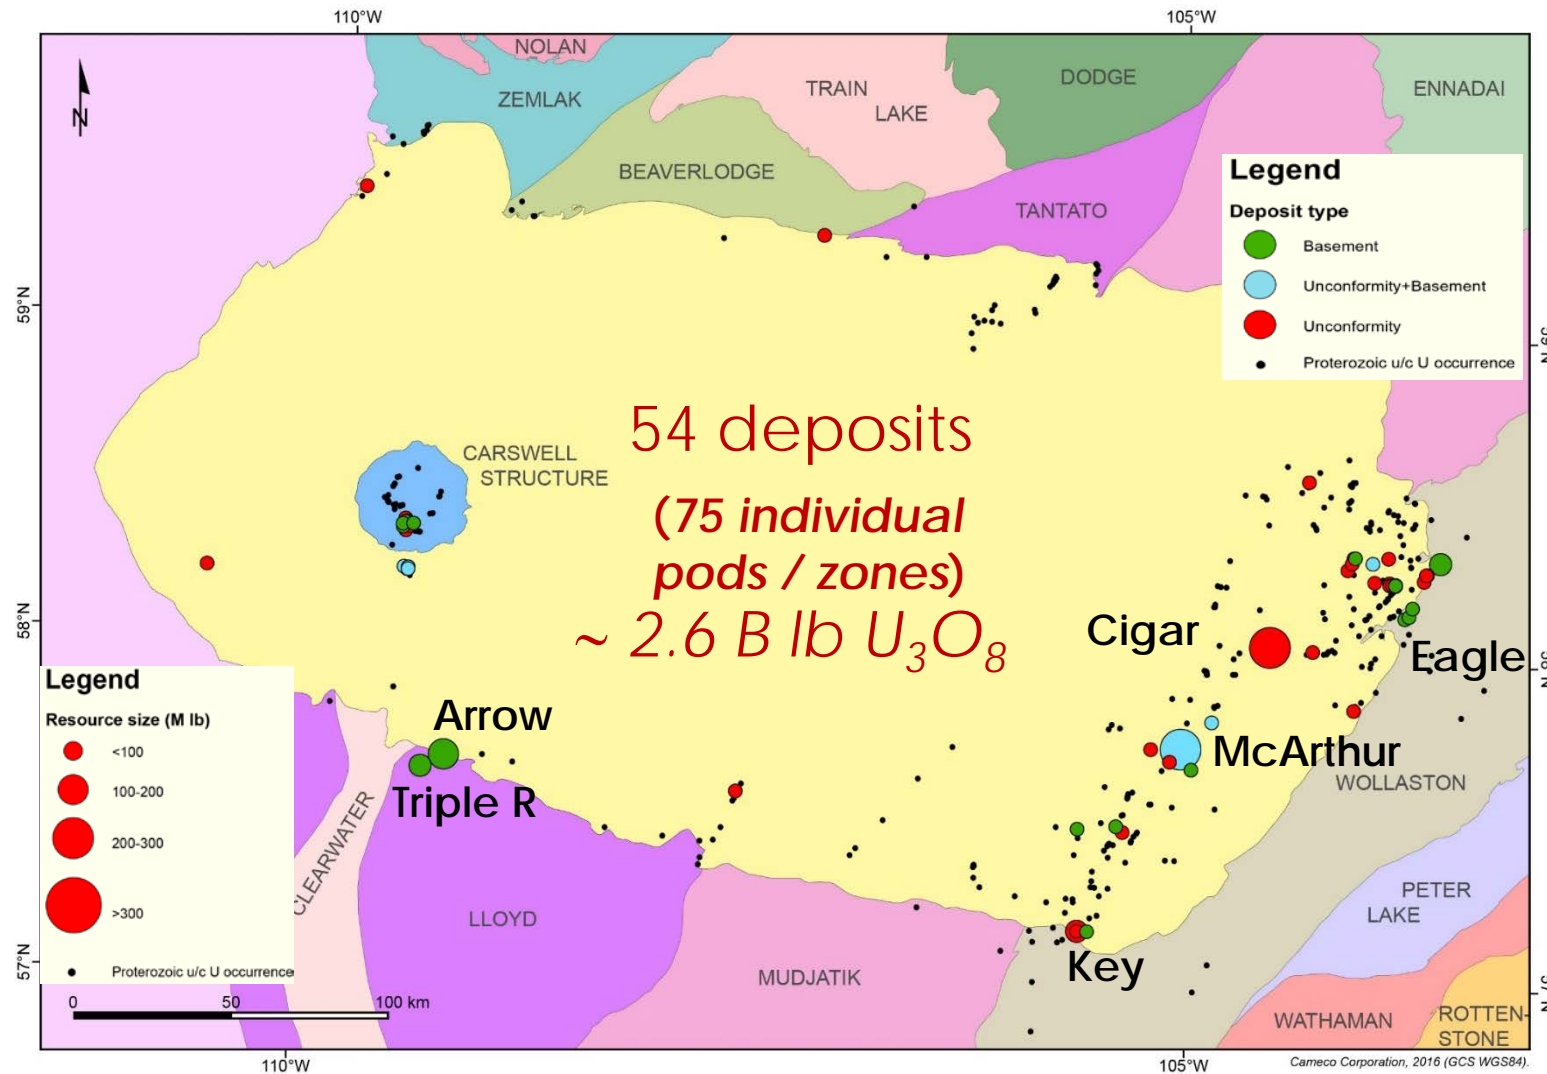 110°W
105°W
NOLAN
ZEMLAK
TRAIN
LAKE
DODGE
ENNADAI
N
BEAVERLODGE
TANTATO
Legend
Deposit type
Basement
Unconformity+Basement
Unconformity
Proterozoic u/c U occurrence
59°N
54 deposits
(75 individual
pods / zones)
~ 2.6 B lb U₃O₈
CARSWELL
STRUCTURE
58°N
Cigar
Eagle
McArthur
WOLLASTON
Legend
Resource size (M lb)
<100
100-200
200-300
>300
Proterozoic u/c U occurrence
0 50 100 km
Arrow
Triple R
CLEARWATER
LLOYD
MUDJATIK
Key
PETER
LAKE
WATHAMAN
ROTTEN-
STONE
57°N
110°W
105°W
Cameco Corporation, 2016 (GCS WGS84).